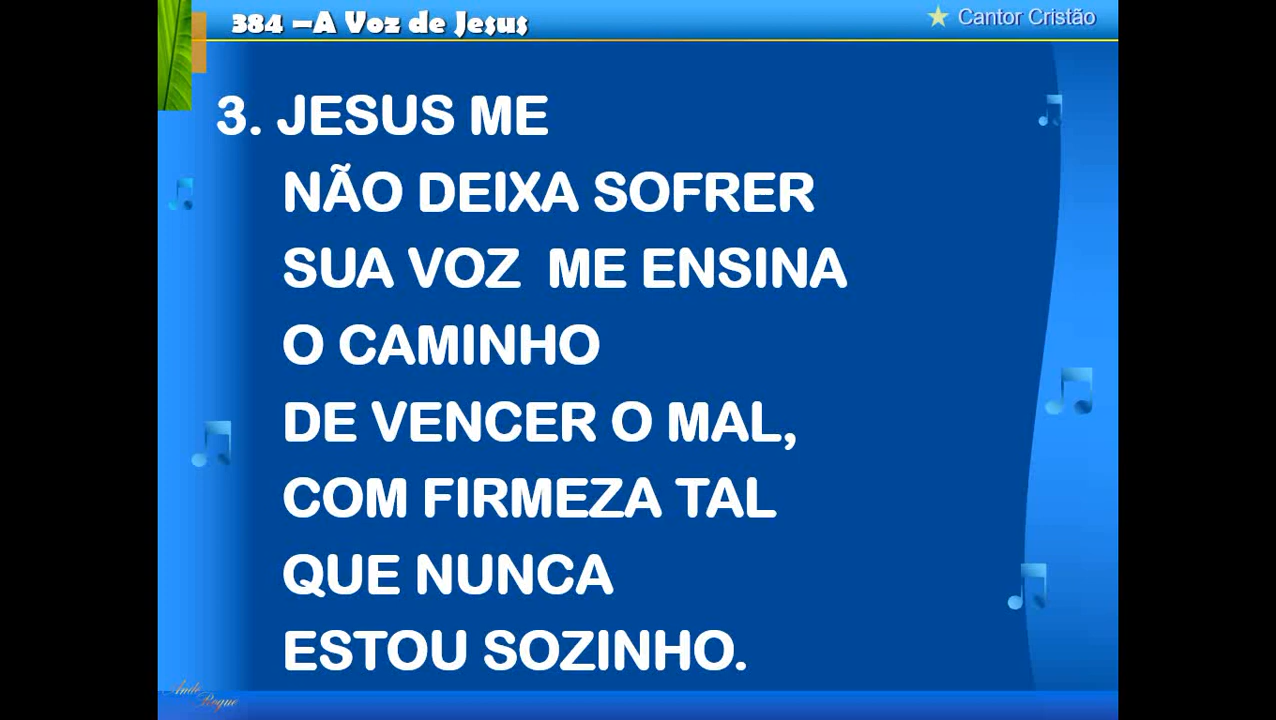 384 –A Voz de Jesus
Cantor Cristão
3. JESUS ME
NÃO DEIXA SOFRER
SUA VOZ  ME ENSINA
O CAMINHO
DE VENCER O MAL,
COM FIRMEZA TAL
QUE NUNCA
ESTOU SOZINHO.
Roque